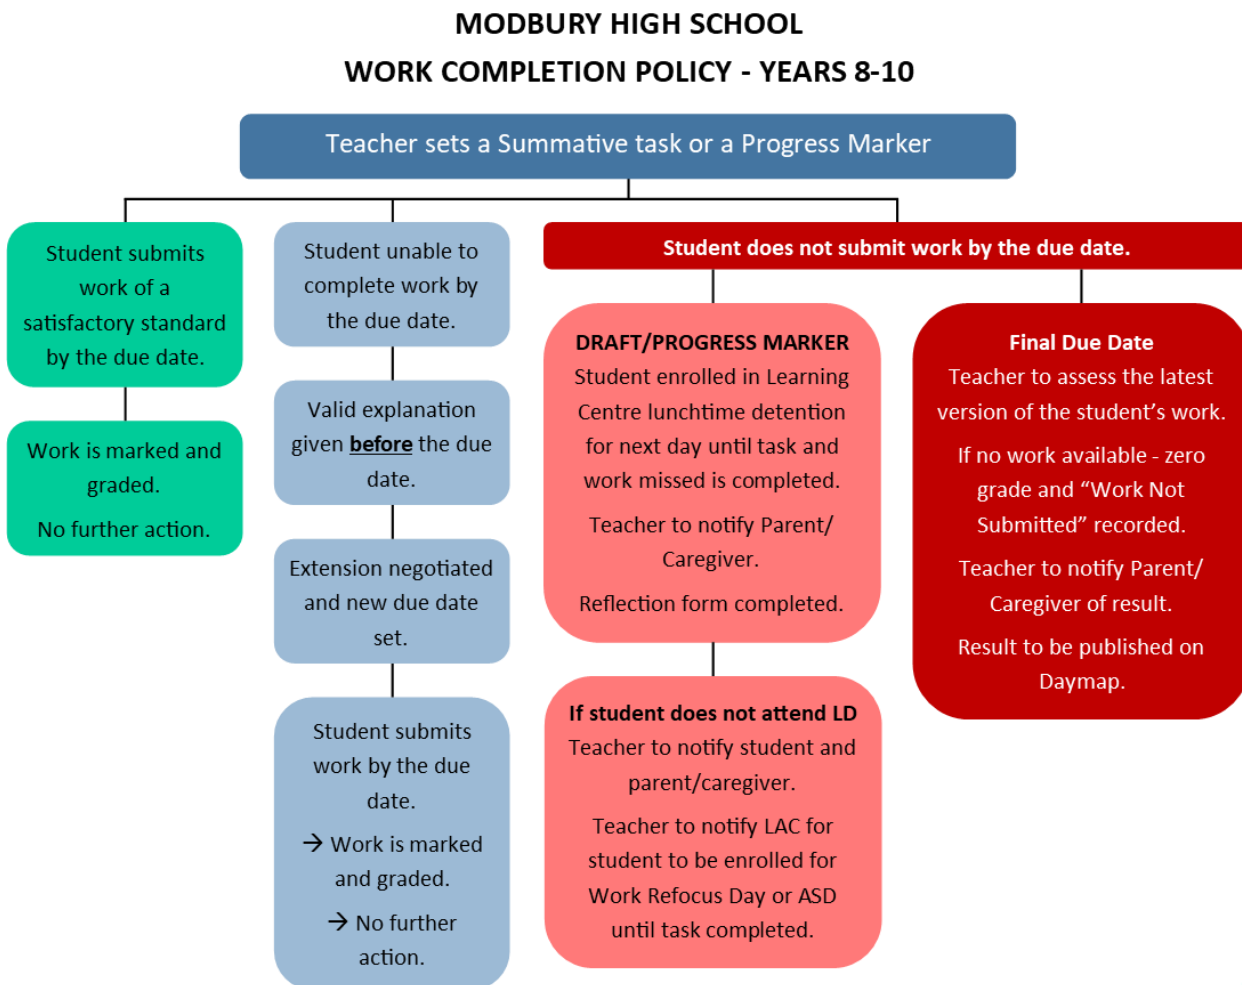 MODBURY HIGH SCHOOL
WORK COMPLETION POLICY - YEARS 8-10
Teacher sets a Summative task or a Progress Marker
Student submits
work of a
satisfactory standard
by the due date.
Work is marked and
graded.
No further action.
Student unable to
complete work by
the due date.
Valid explanation
given before the due
date.
Extension negotiated
and new due date
set.
Student submits
work by the due
date.
→ Work is marked
and graded.
→ No further
action.
Student does not submit work by the due date.
DRAFT/PROGRESS MARKER
Student enrolled in Learning
Centre lunchtime detention
for next day until task and
work missed is completed.
Teacher to notify Parent/
Caregiver.
Reflection form completed.
If student does not attend LD
Teacher to notify student and
parent/caregiver.
Teacher to notify LAC for
student to be enrolled for
Work Refocus Day or ASD
until task completed.
Final Due Date
Teacher to assess the latest
version of the student’s work.
If no work available - zero
grade and “Work Not
Submitted” recorded.
Teacher to notify Parent/
Caregiver of result.
Result to be published on
Daymap.